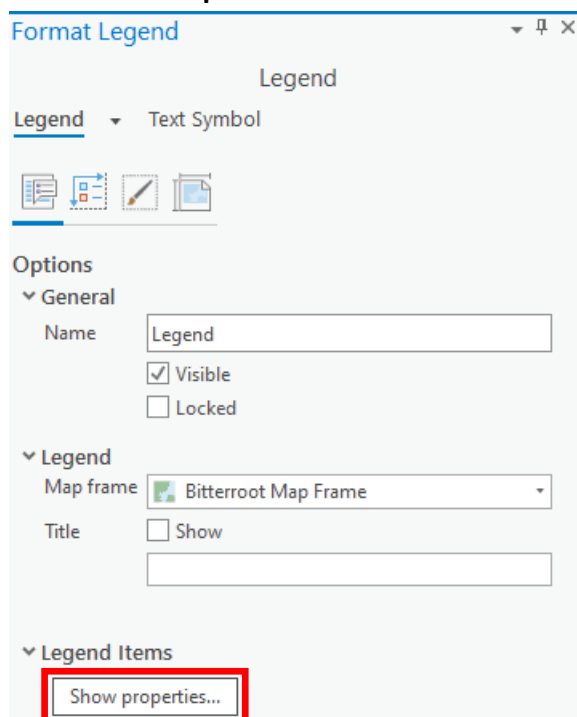 Format Legend
Legend
Legend Text Symbol
Options
General
Name Legend
Visible
Locked
Legend
Map frame Bitterroot Map Frame
Title Show
Legend Items
Show properties...